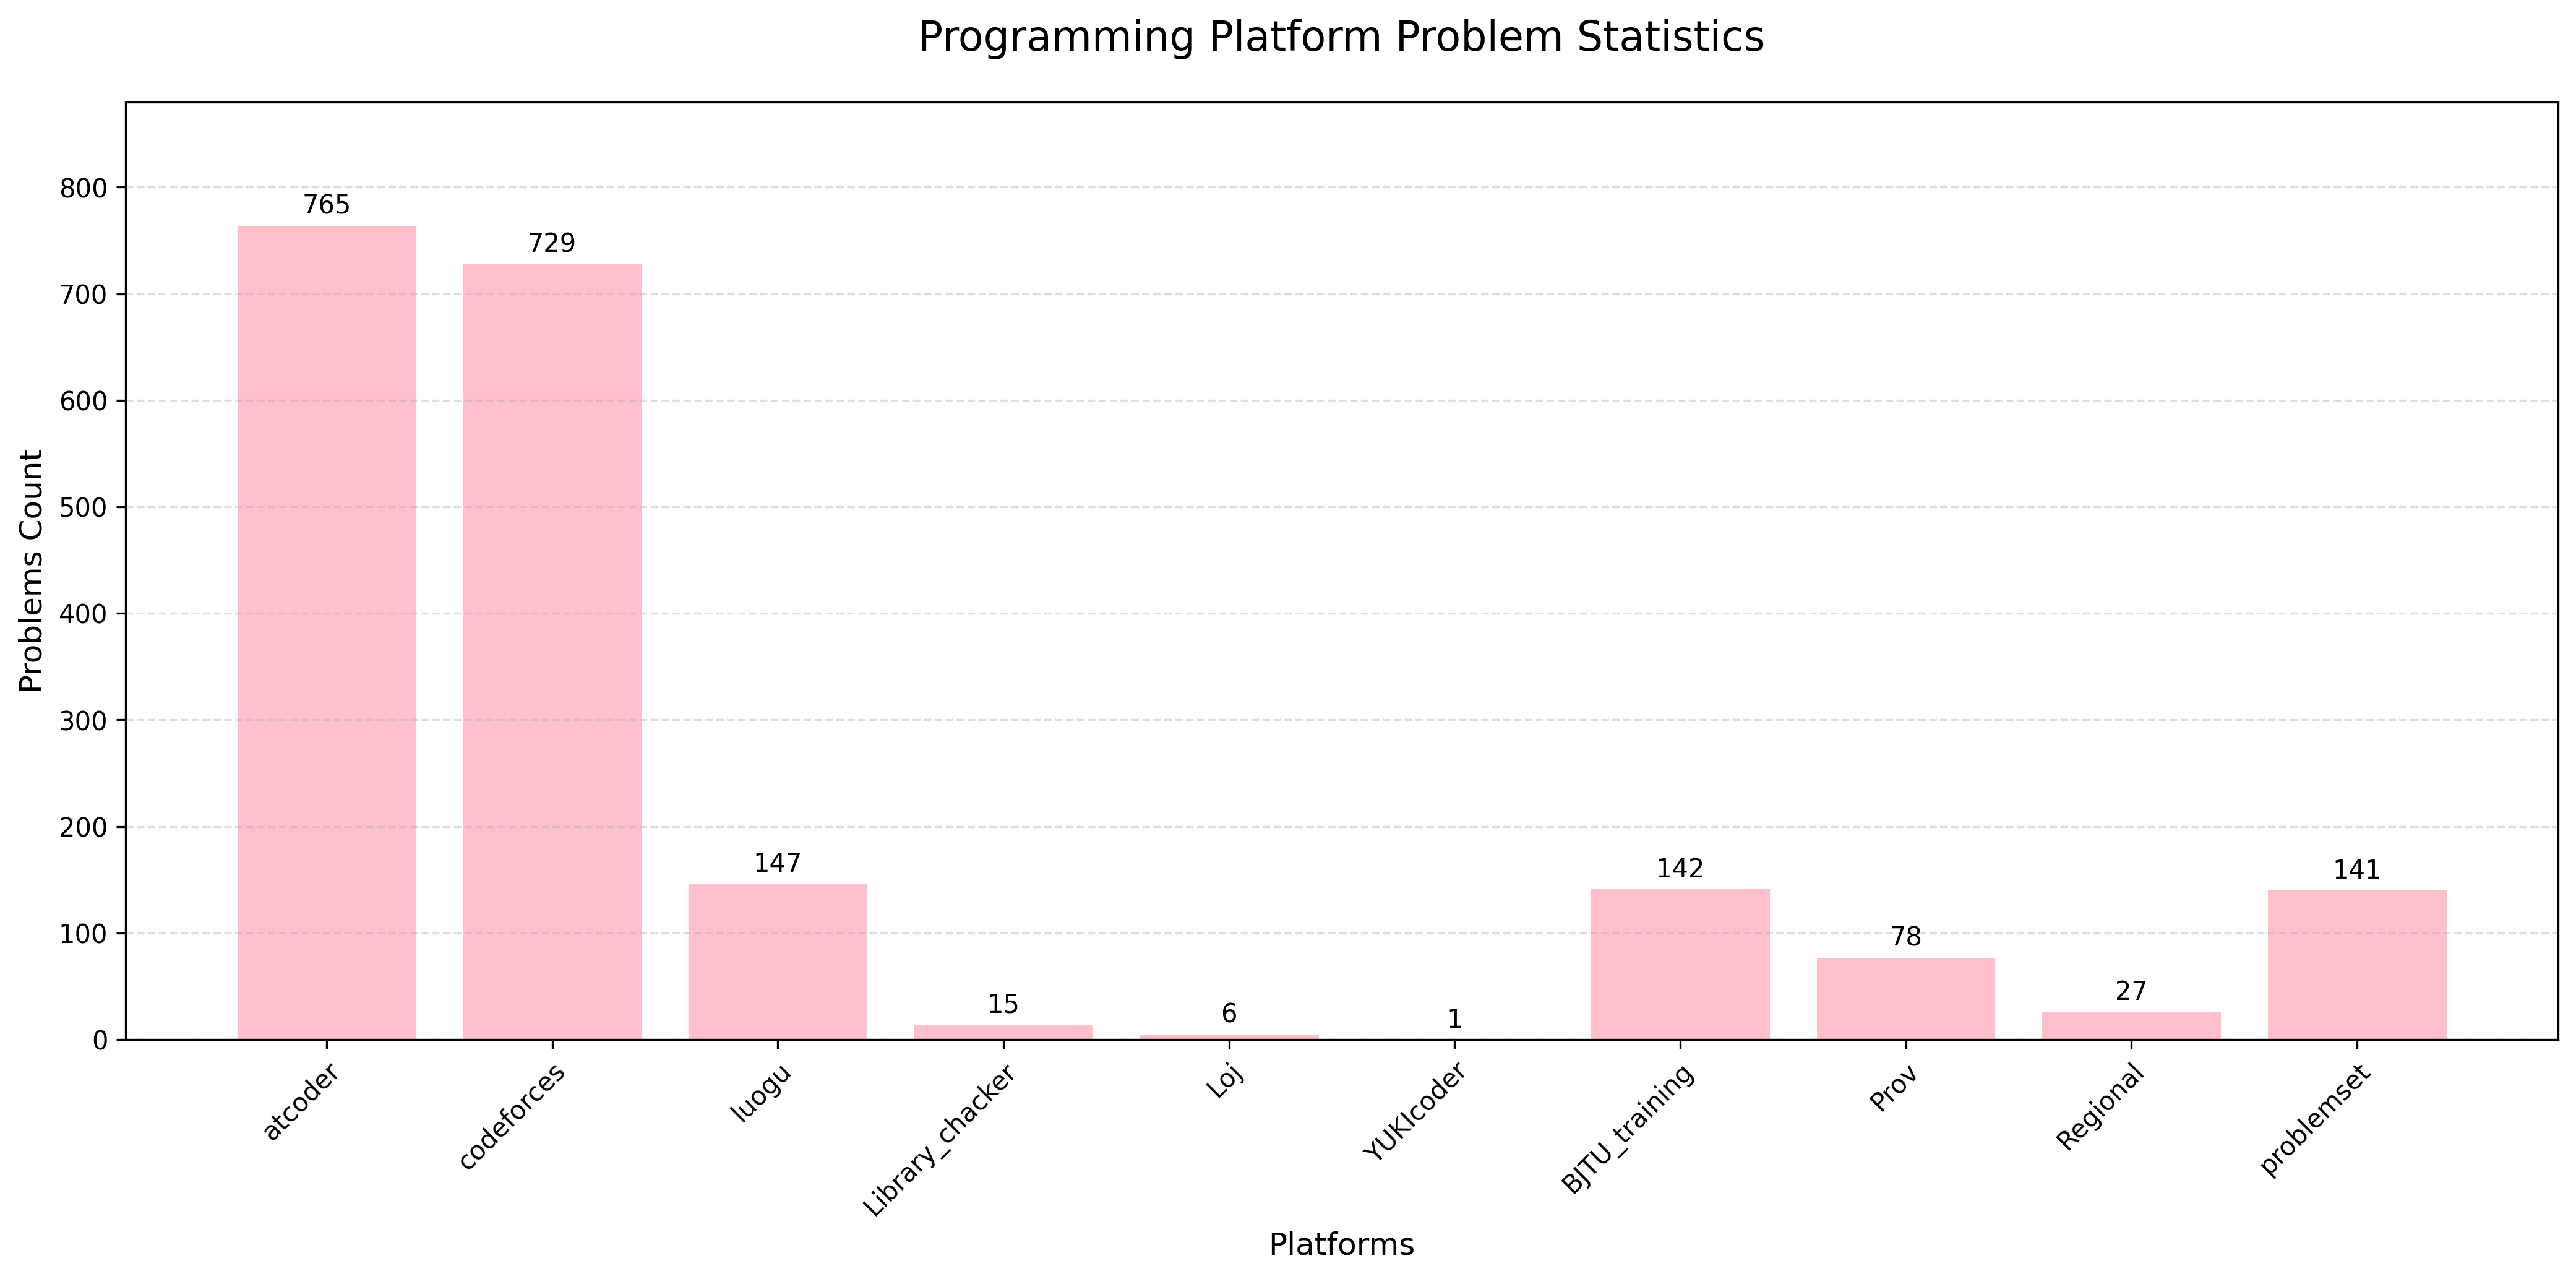 Programming Platform Problem Statistics
Problems Count
800
700
600
500
400
300
200
100
0
765
729
147
15
6
1
142
78
27
141
atcoder
codeforces
luogu
Library_chacker
Loj
YUKIcoder
BJTU_training
Prov
Regional
problemset
Platforms